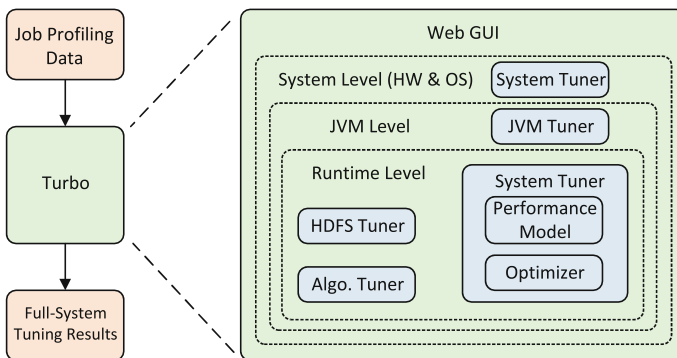 Job Profiling
Data
Turbo
Full-System
Tuning Results
Web GUI
System Level (HW & OS)
System Tuner
JVM Level
JVM Tuner
Runtime Level
HDFS Tuner
Algo. Tuner
System Tuner
Performance
Model
Optimizer